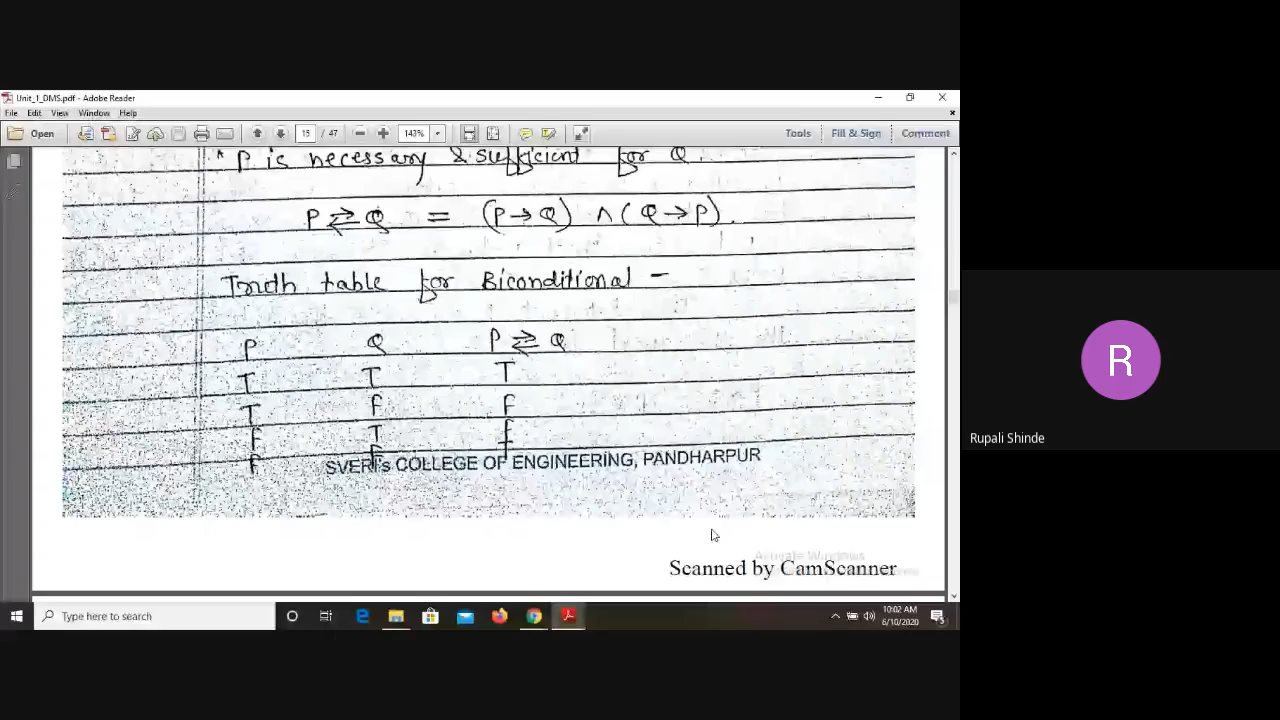 Unit_1_DMS.pdf - Adobe Reader
File Edit View Window Help
Open 15 / 47 143% Tools Fill & Sign Comment
* P is necessary & sufficient for Q.
P ⇄ Q = (P → Q) ∧ (Q → P).
Truth table for Biconditional -
P Q P ⇄ Q
T T T
T F F
F T F
F F
SVERI's COLLEGE OF ENGINEERING, PANDHARPUR
Activate Windows
Scanned by CamScanner
R
Rupali Shinde
Type here to search
10:02 AM
6/10/2020